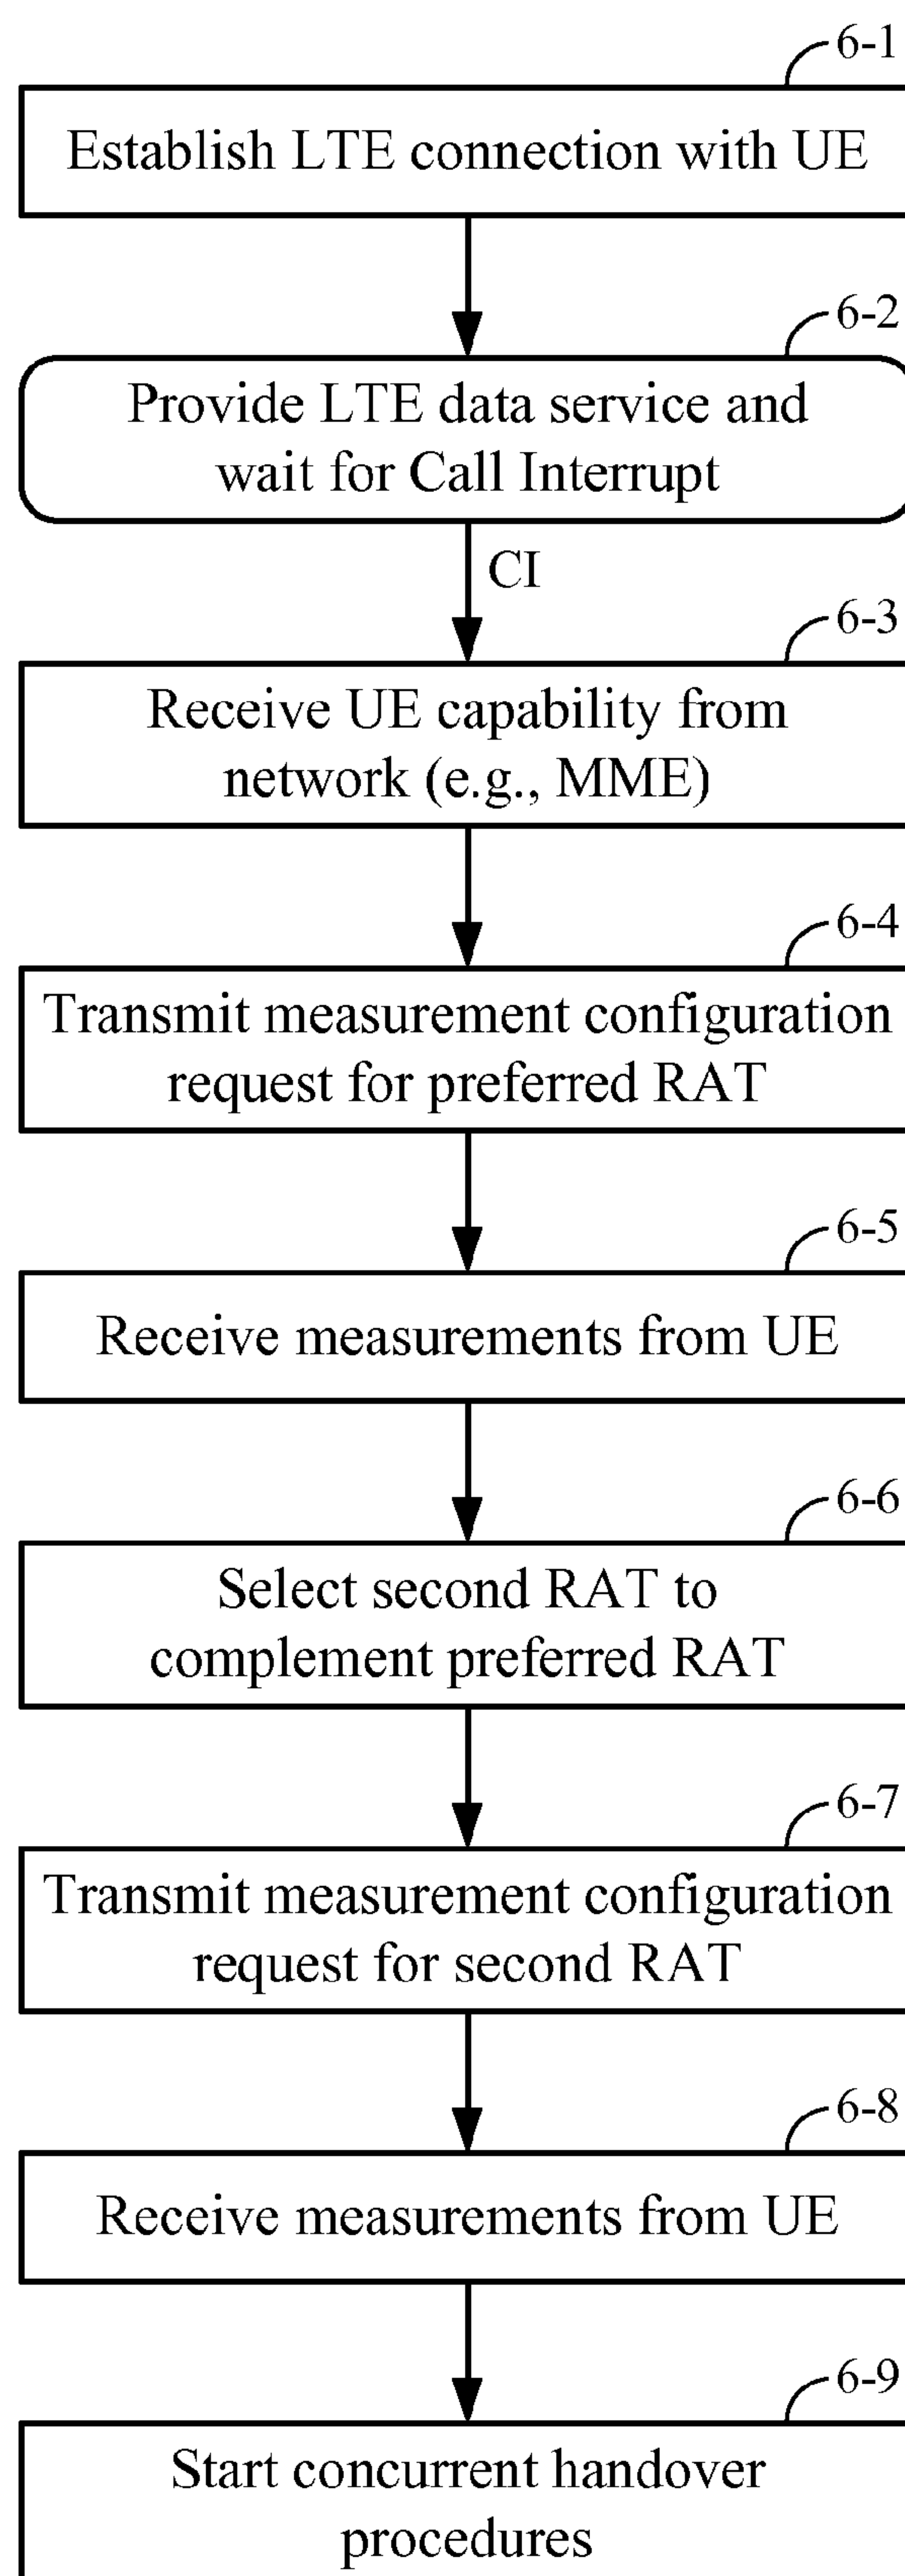 6-1
Establish LTE connection with UE
6-2
Provide LTE data service and
wait for Call Interrupt
CI
6-3
Receive UE capability from
network (e.g., MME)
6-4
Transmit measurement configuration
request for preferred RAT
6-5
Receive measurements from UE
6-6
Select second RAT to
complement preferred RAT
6-7
Transmit measurement configuration
request for second RAT
6-8
Receive measurements from UE
6-9
Start concurrent handover
procedures